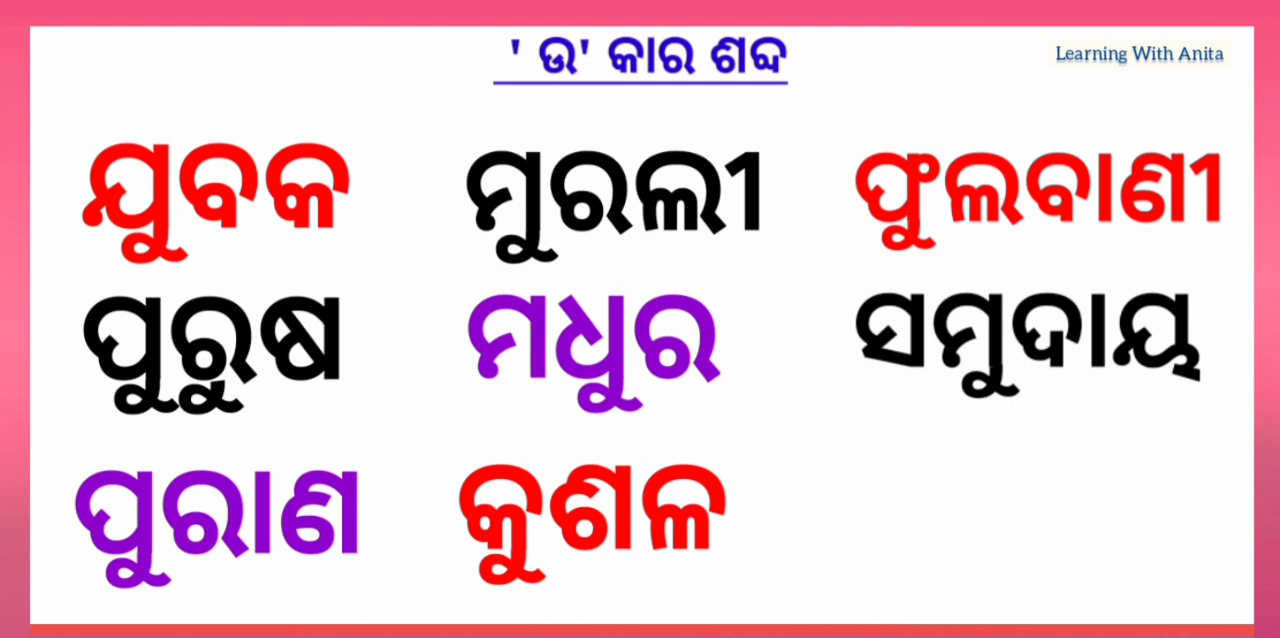 ' ଉ' କାର ଶବ୍ଦ
Learning With Anita
ଯୁବକ ମୁରଲୀ ଫୁଲବାଣୀ
ପୁରୁଷ ମଧୁର ସମୁଦାୟ
ପୁରାଣ କୁଶଳ